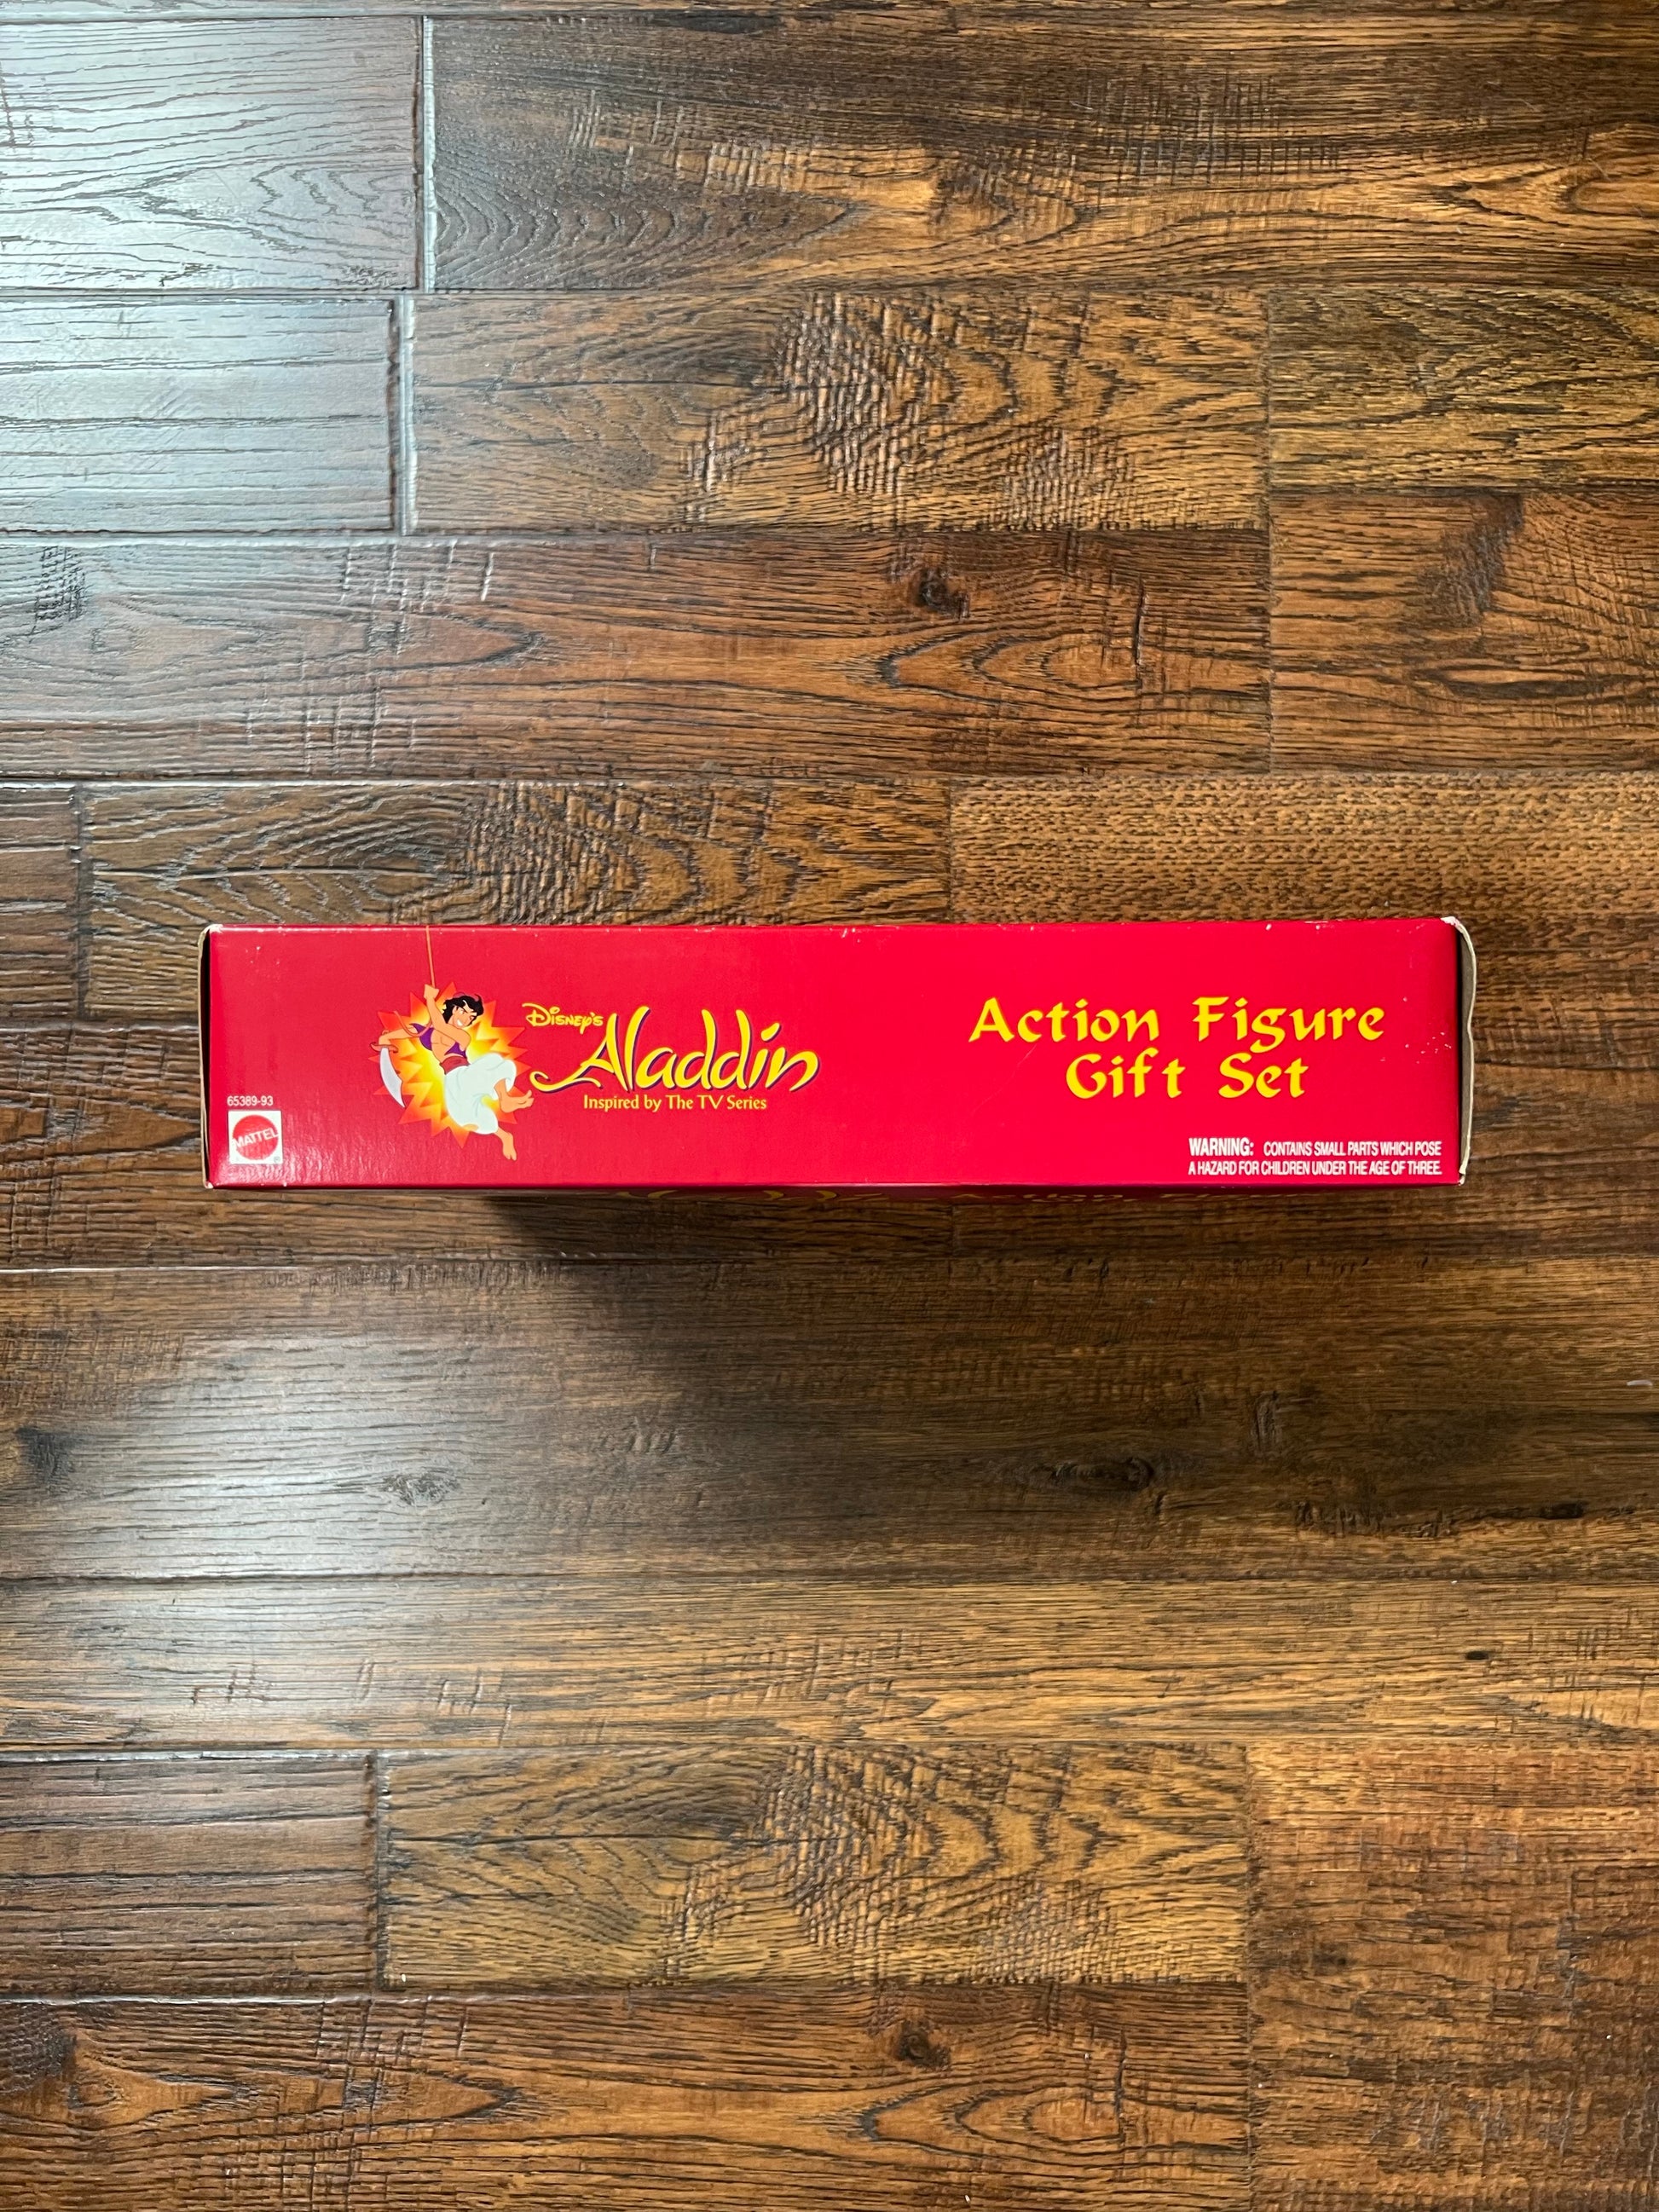 Disney's
Aladdin
Inspired by The TV Series
Action Figure
Gift Set
65389-93
MATTEL
WARNING: CONTAINS SMALL PARTS WHICH POSE
A HAZARD FOR CHILDREN UNDER THE AGE OF THREE.